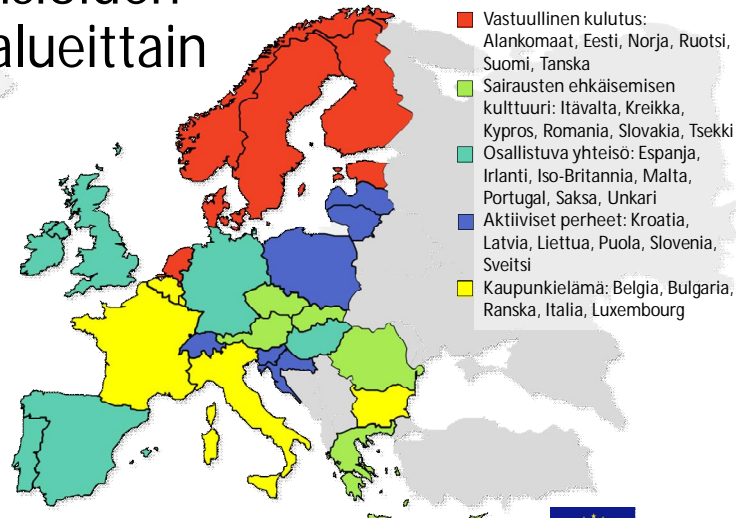 alueittain
Vastuullinen kulutus:
Alankomaat, Eesti, Norja, Ruotsi,
Suomi, Tanska
Sairausten ehkäisemisen
kulttuuri: Itävalta, Kreikka,
Kypros, Romania, Slovakia, Tsekki
Osallistuva yhteisö: Espanja,
Irlanti, Iso-Britannia, Malta,
Portugal, Saksa, Unkari
Aktiiviset perheet: Kroatia,
Latvia, Liettua, Puola, Slovenia,
Sveitsi
Kaupunkielämä: Belgia, Bulgaria,
Ranska, Italia, Luxembourg